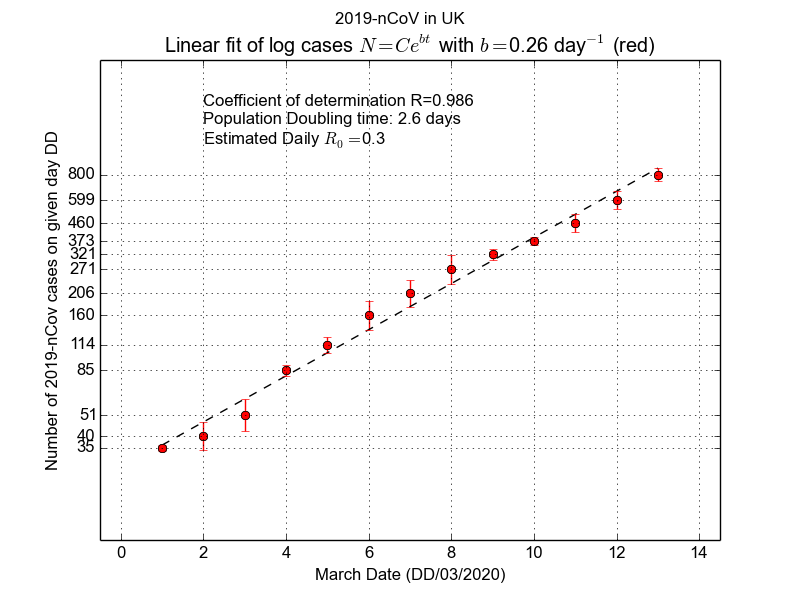 2019-nCoV in UK
Linear fit of log cases N=Ce^{bt} with b=0.26 day^{-1} (red)
Coefficient of determination R=0.986
Population Doubling time: 2.6 days
Estimated Daily R_0=0.3
Number of 2019-nCov cases on given day DD
800
599
460
373
321
271
206
160
114
85
51
40
35
0 2 4 6 8 10 12 14
March Date (DD/03/2020)